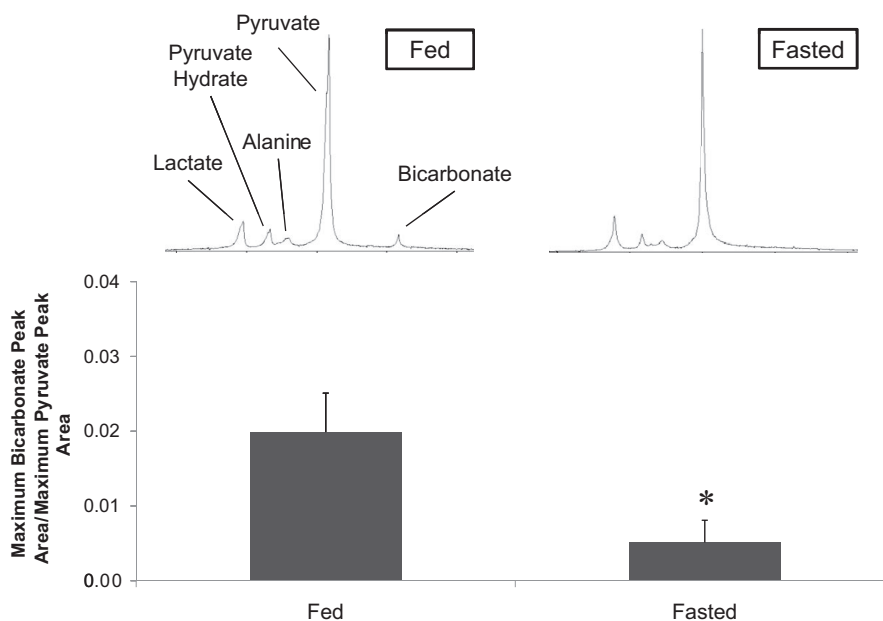 Pyruvate
Fed
Fasted
Pyruvate
Hydrate
Alanine
Lactate
Bicarbonate
Maximum Bicarbonate Peak
Area/Maximum Pyruvate Peak
Area
0.04
0.03
0.02
0.01
0.00
*
Fed
Fasted